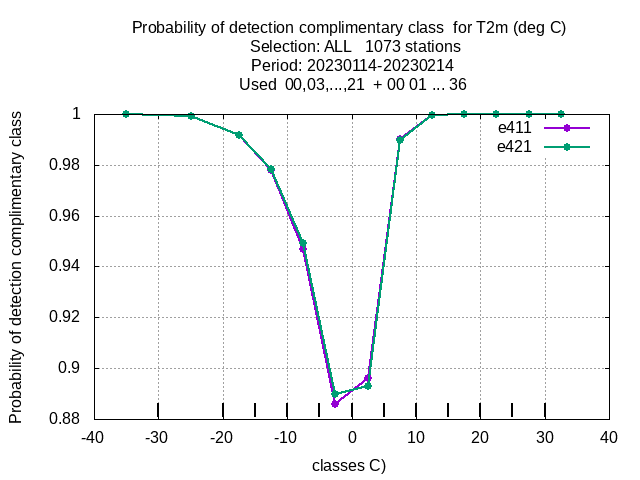 Probability of detection complimentary class  for T2m (deg C)
Selection: ALL   1073 stations
Period: 20230114-20230214
Used  00,03,...,21  + 00 01 ... 36
Probability of detection complimentary class
1
0.98
0.96
0.94
0.92
0.9
0.88
e411
e421
-40 -30 -20 -10 0 10 20 30 40
classes C)